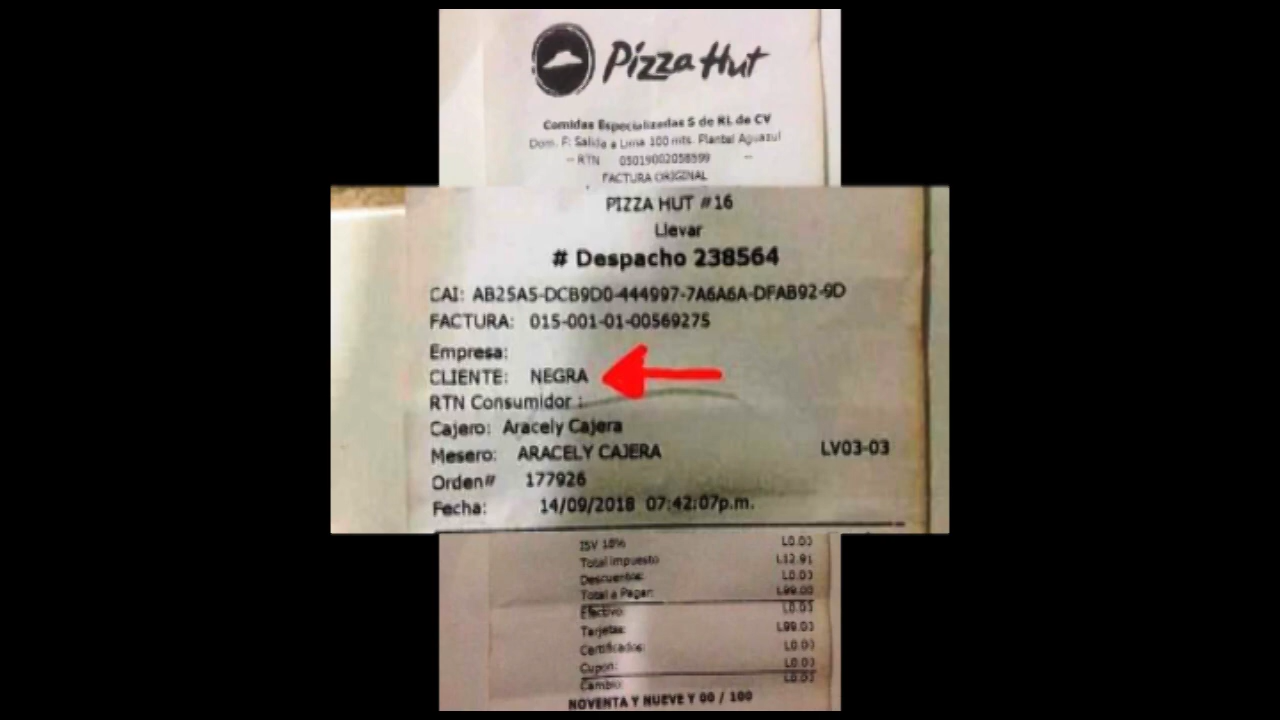 Pizza Hut
Comidas Especializadas S de RL de CV
Dom. F: Salida a Lima 100 mts. Plantel Aguazul
RTN 05019002058599
FACTURA ORIGINAL
PIZZA HUT #16
Llevar
# Despacho 238564
CAI: AB25A5-DCB9D0-444997-7A6A6A-DFAB92-9D
FACTURA: 015-001-01-00569275
Empresa:
CLIENTE: NEGRA
RTN Consumidor :
Cajero: Aracely Cajera
Mesero: ARACELY CAJERA LV03-03
Orden# 177926
Fecha: 14/09/2018 07:42:07p.m.
ISV 18% L0.00
Total impuesto L12.91
Descuentos: L0.00
Total a Pagar: L99.00
Efectivo: L0.00
Tarjetas: L99.00
Certificados: L0.00
Cupon: L0.00
Cambio: L0.00
NOVENTA Y NUEVE Y 00 / 100